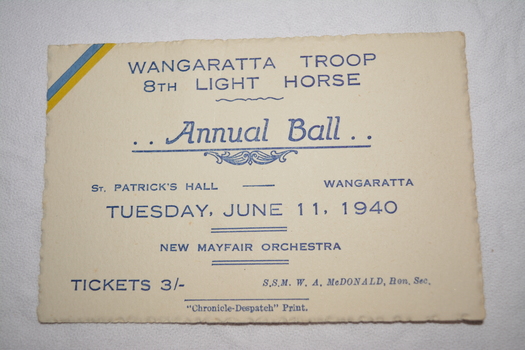 WANGARATTA TROOP
8TH LIGHT HORSE
. . Annual Ball . .
ST. PATRICK'S HALL — WANGARATTA
TUESDAY, JUNE 11, 1940
NEW MAYFAIR ORCHESTRA
TICKETS 3/- S.S.M. W. A. McDONALD, Hon. Sec.
"Chronicle-Despatch" Print.